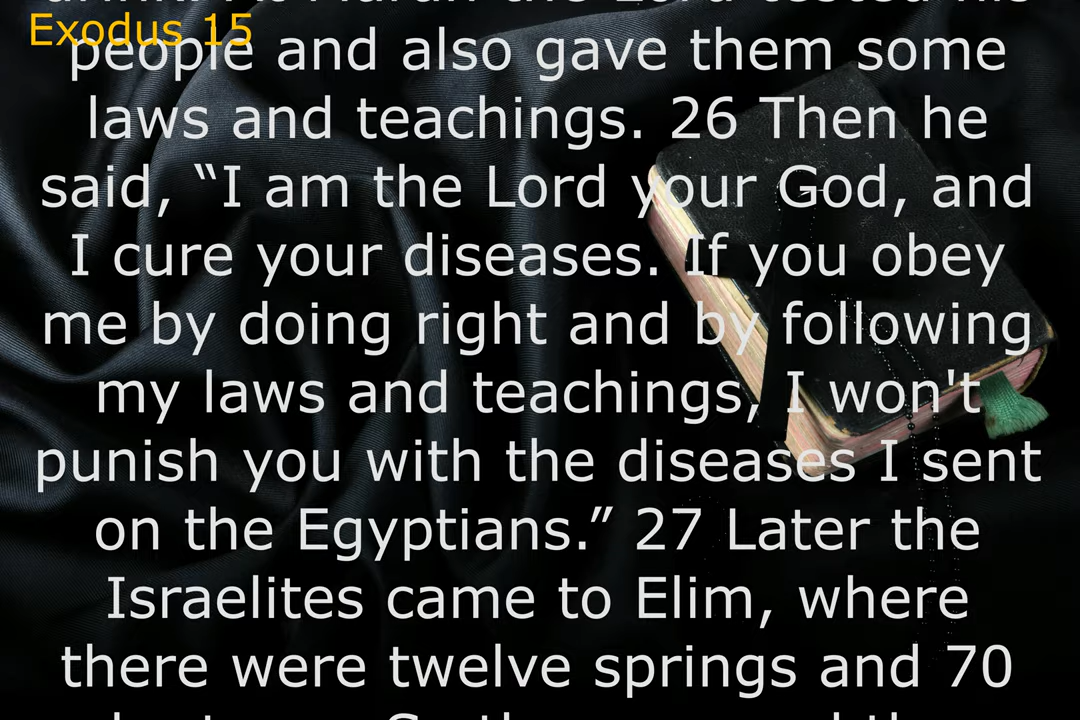 Exodus 15
people and also gave them some
laws and teachings. 26 Then he
said, “I am the Lord your God, and
I cure your diseases. If you obey
me by doing right and by following
my laws and teachings, I won't
punish you with the diseases I sent
on the Egyptians.” 27 Later the
Israelites came to Elim, where
there were twelve springs and 70